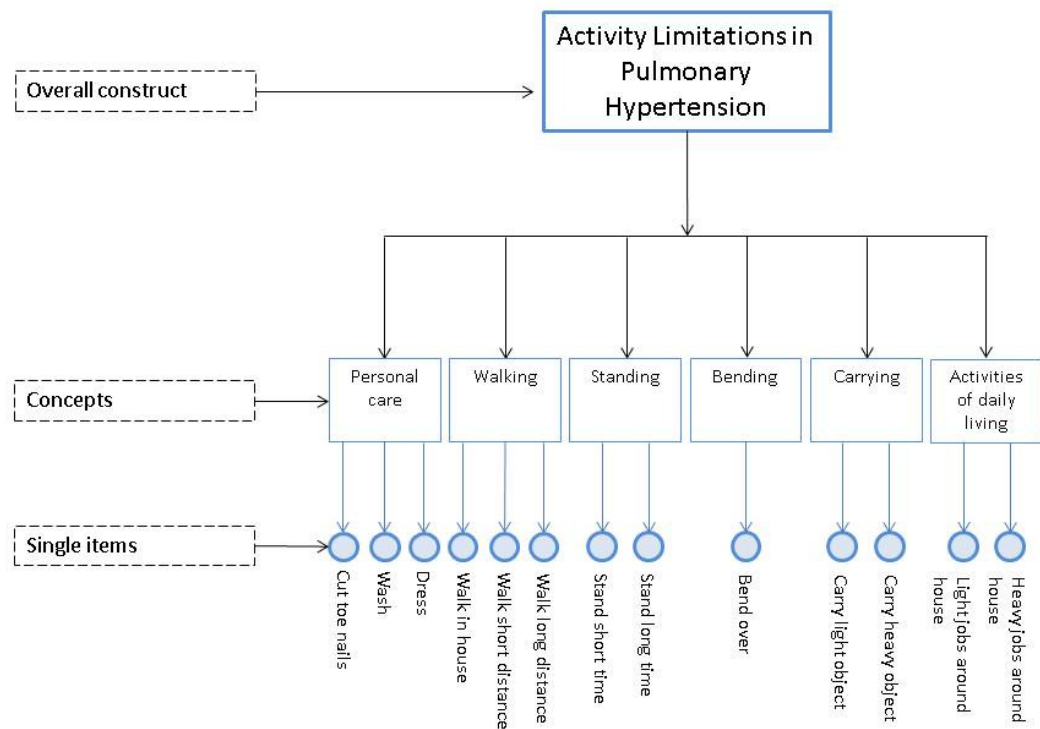 Activity Limitations in
Pulmonary
Hypertension
Overall construct
Concepts
Personal
care
Walking
Standing
Bending
Carrying
Activities
of daily
living
Single items
Cut toe nails
Wash
Dress
Walk in house
Walk short distance
Walk long distance
Stand short time
Stand long time
Bend over
Carry light object
Carry heavy object
Light jobs around
house
Heavy jobs around
house